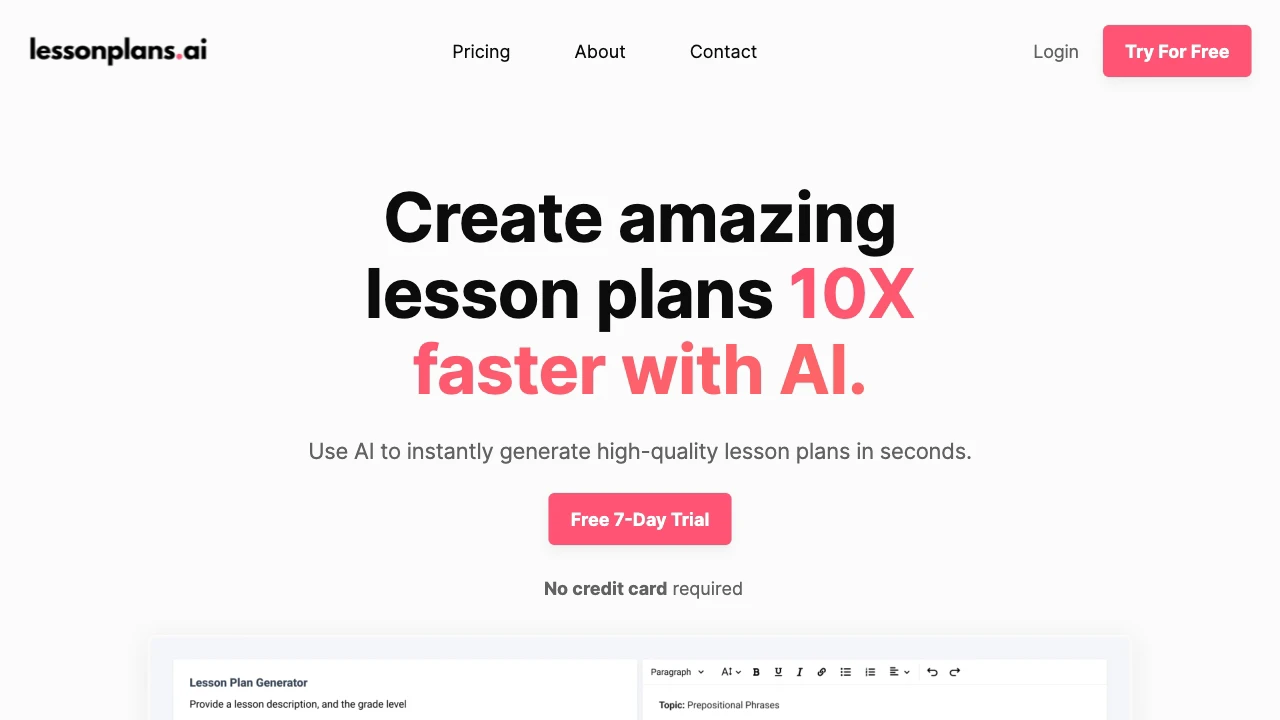 lessonplans.ai
Pricing
About
Contact
Login
Try For Free
Create amazing
lesson plans 10X
faster with AI.
Use AI to instantly generate high-quality lesson plans in seconds.
Free 7-Day Trial
No credit card required
Lesson Plan Generator
Provide a lesson description, and the grade level
Paragraph
AI
B U I
Topic: Prepositional Phrases